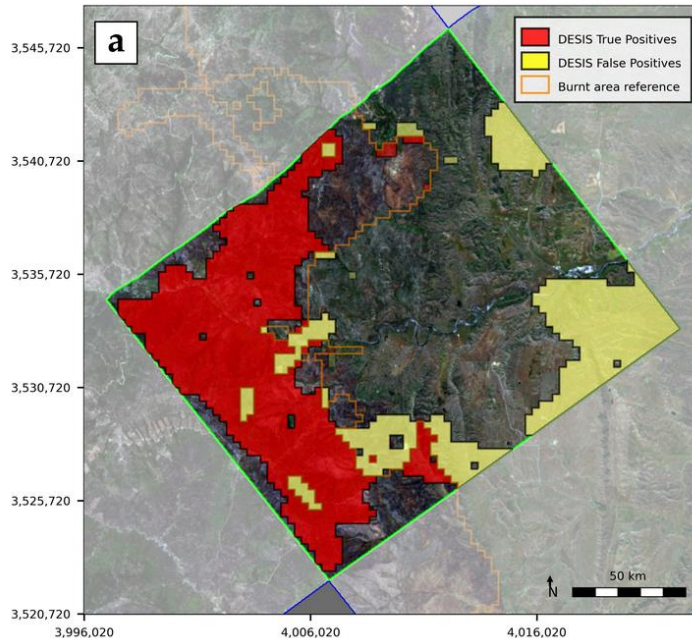 a
DESIS True Positives
DESIS False Positives
Burnt area reference
3,545,720
3,540,720
3,535,720
3,530,720
3,525,720
3,520,720
3,996,020
4,006,020
4,016,020
N
50 km